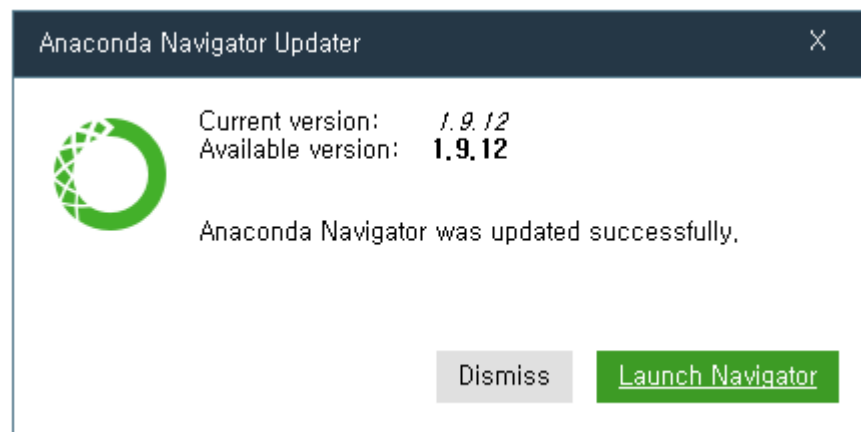 Anaconda Navigator Updater X
Current version: 1.9.12
Available version: 1.9.12
Anaconda Navigator was updated successfully.
Dismiss Launch Navigator